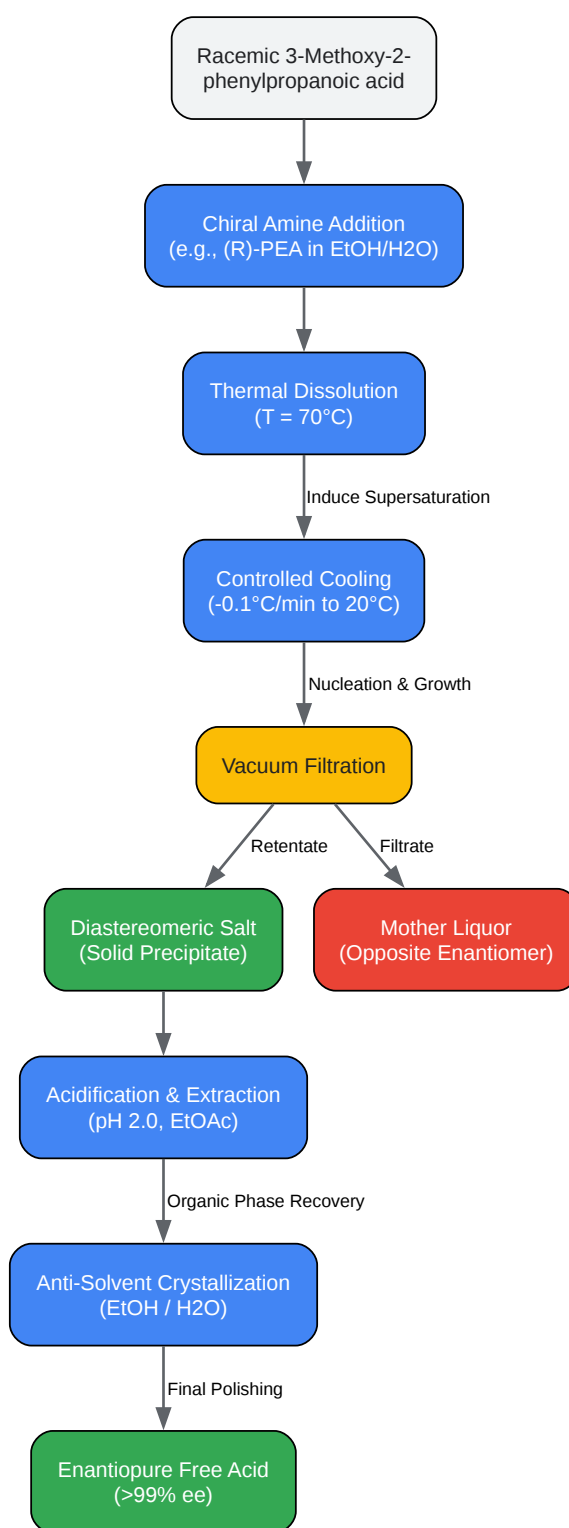 Racemic 3-Methoxy-2-
phenylpropanoic acid
Chiral Amine Addition
(e.g., (R)-PEA in EtOH/H2O)
Thermal Dissolution
(T = 70°C)
Induce Supersaturation
Controlled Cooling
(-0.1°C/min to 20°C)
Nucleation & Growth
Vacuum Filtration
Retentate
Filtrate
Diastereomeric Salt
(Solid Precipitate)
Mother Liquor
(Opposite Enantiomer)
Acidification & Extraction
(pH 2.0, EtOAc)
Organic Phase Recovery
Anti-Solvent Crystallization
(EtOH / H2O)
Final Polishing
Enantiopure Free Acid
(>99% ee)